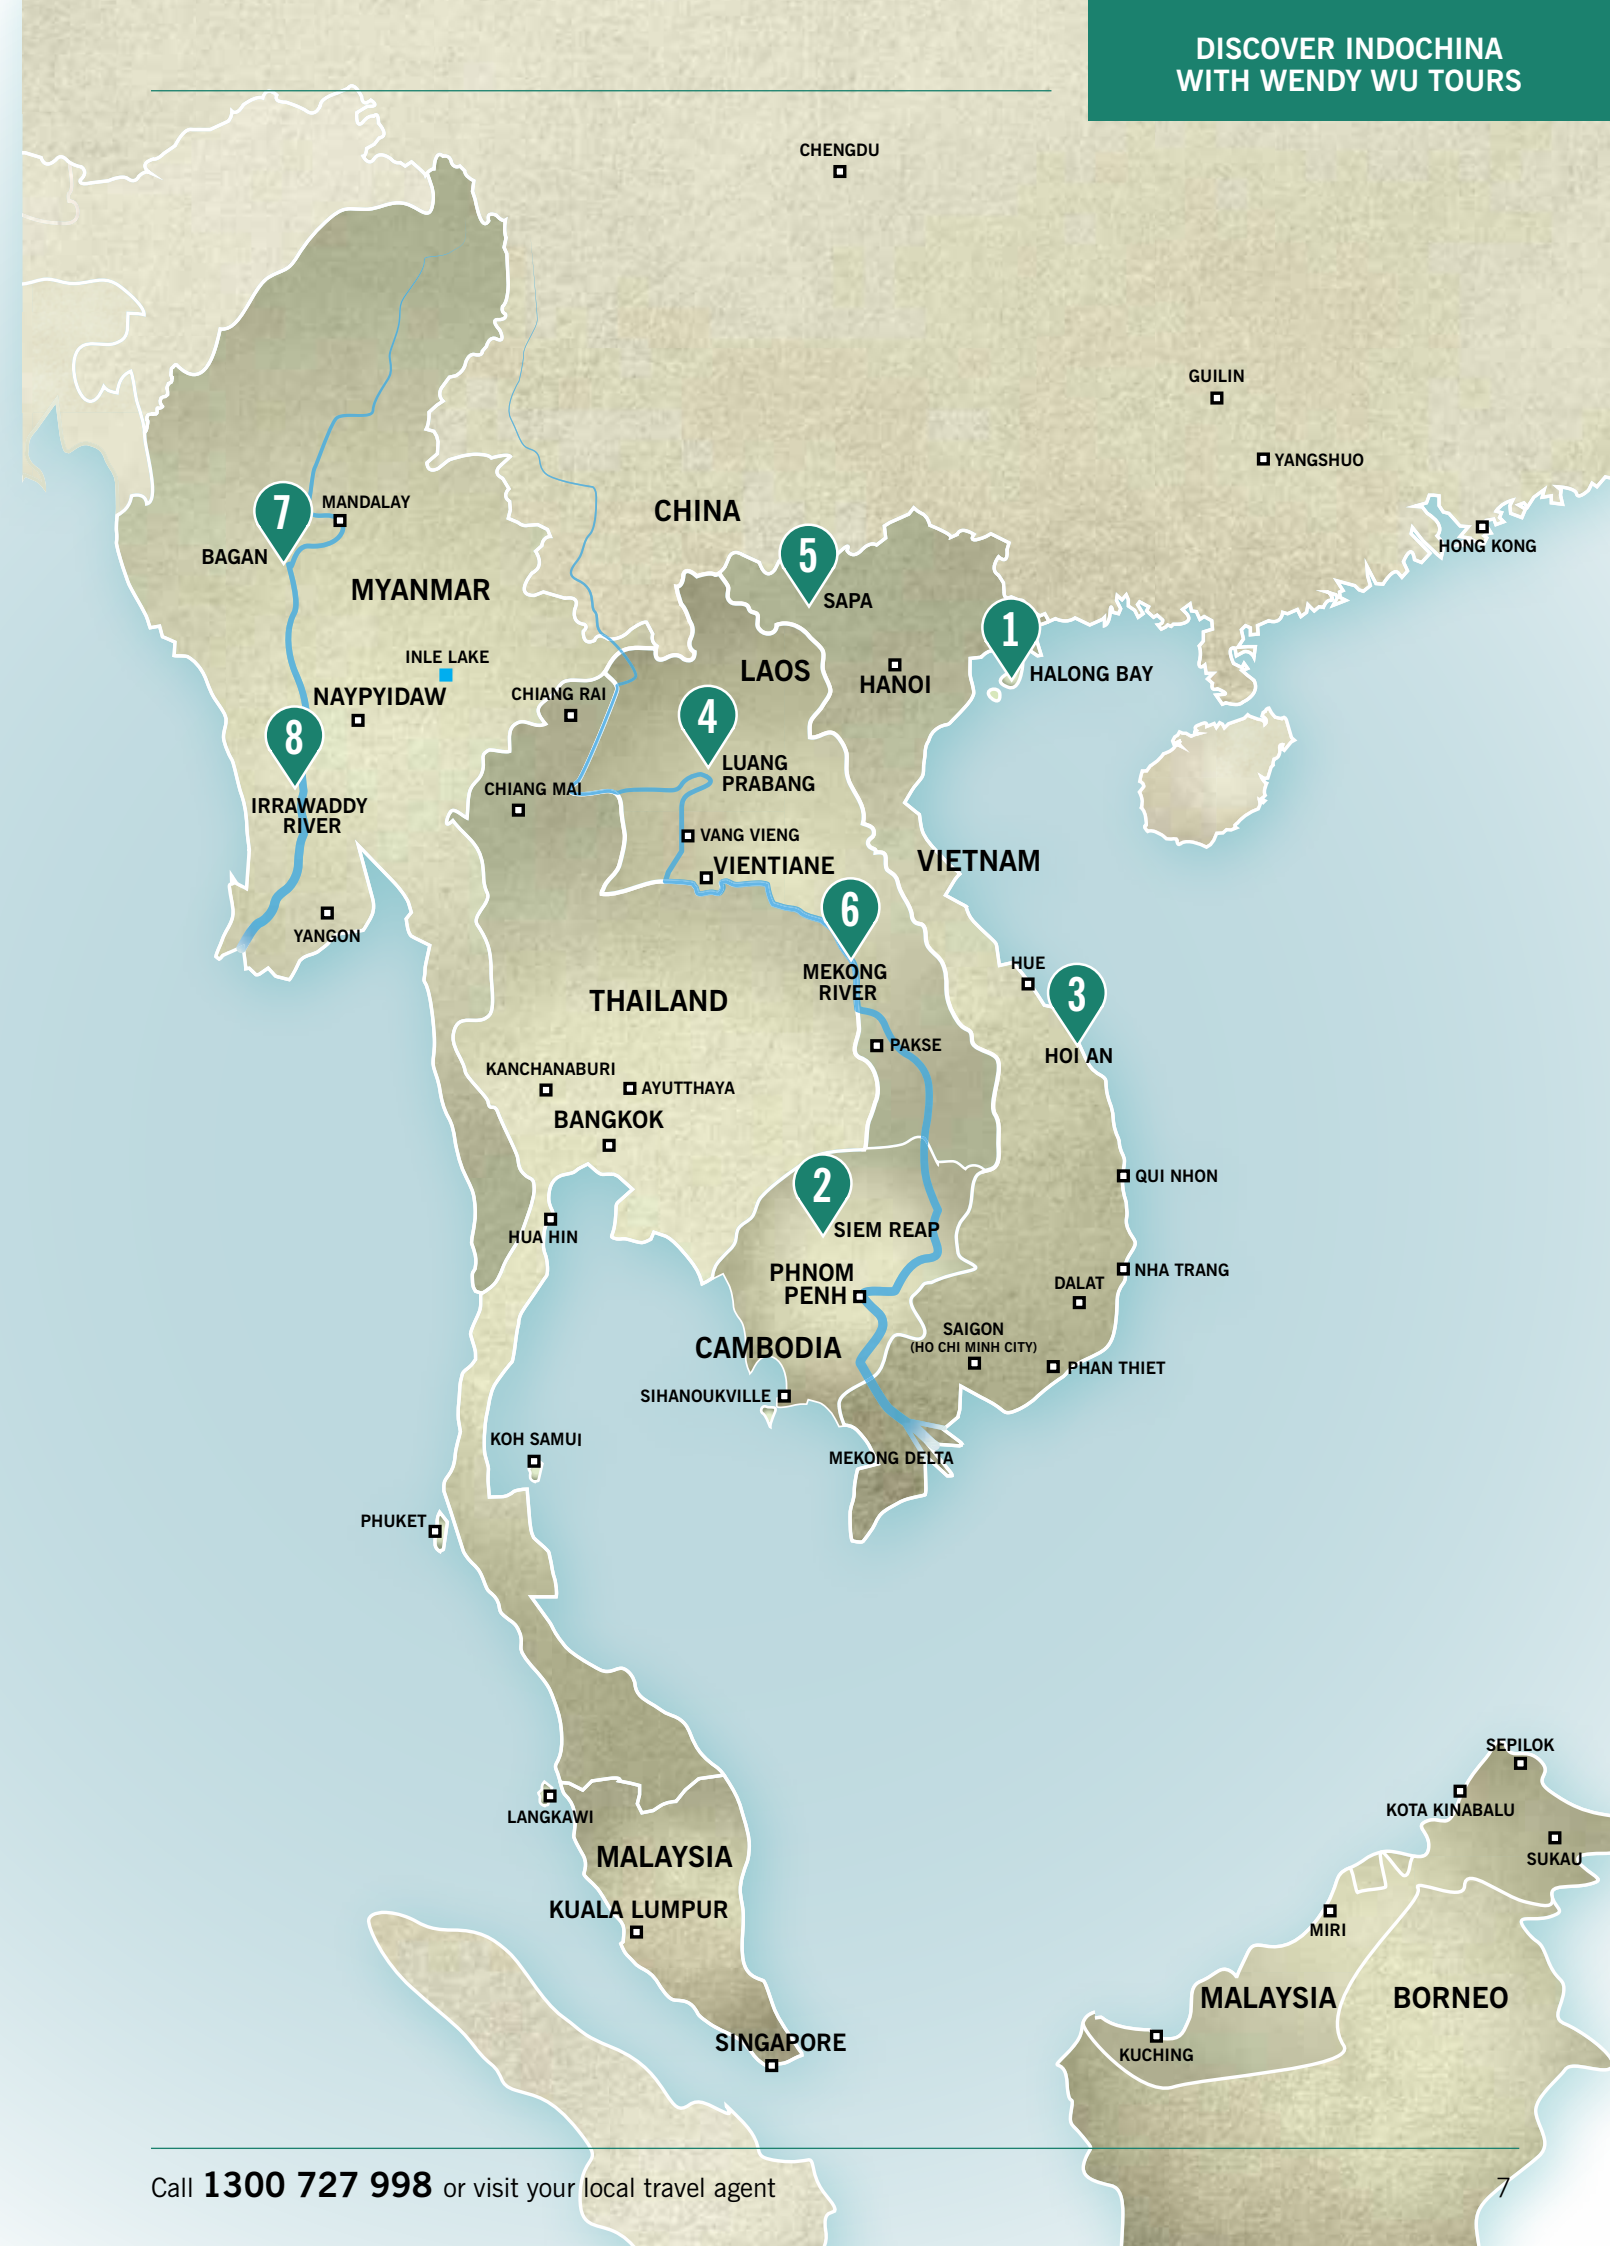 DISCOVER INDOCHINA
WITH WENDY WU TOURS
CHENGDU
GUILIN
YANGSHUO
HONG KONG
CHINA
7
MANDALAY
BAGAN
MYANMAR
5
SAPA
1
HALONG BAY
LAOS
HANOI
INLE LAKE
NAYPYIDAW
CHIANG RAI
4
LUANG
PRABANG
8
IRRAWADDY
RIVER
CHIANG MAI
VANG VIENG
VIENTIANE
VIETNAM
YANGON
6
MEKONG
RIVER
HUE
3
HOI AN
THAILAND
PAKSE
KANCHANABURI
AYUTTHAYA
BANGKOK
2
SIEM REAP
QUI NHON
HUA HIN
PHNOM
PENH
NHA TRANG
DALAT
CAMBODIA
SAIGON
(HO CHI MINH CITY)
PHAN THIET
SIHANOUKVILLE
MEKONG DELTA
KOH SAMUI
PHUKET
SEPILOK
KOTA KINABALU
SUKAU
LANGKAWI
MALAYSIA
KUALA LUMPUR
MIRI
MALAYSIA
BORNEO
SINGAPORE
KUCHING
Call 1300 727 998 or visit your local travel agent
7